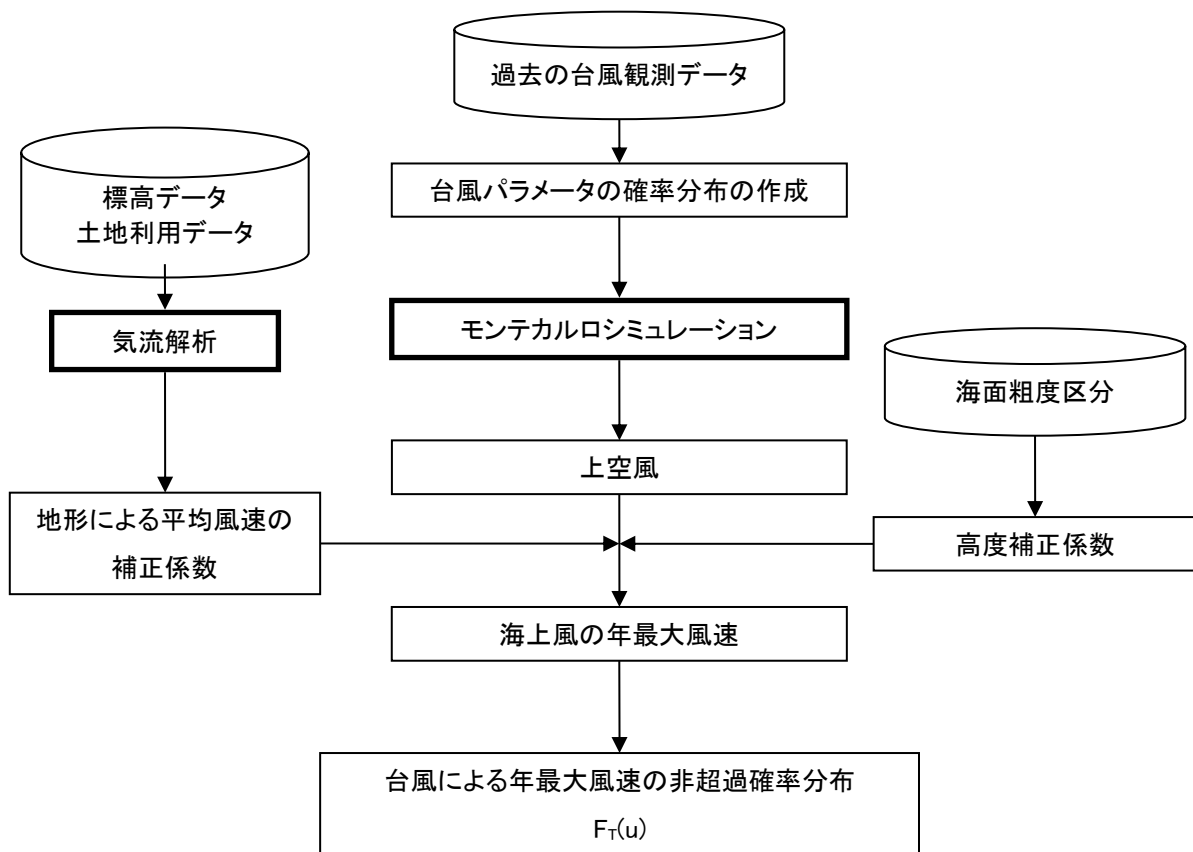 過去の台風観測データ
台風パラメータの確率分布の作成
標高データ
土地利用データ
気流解析
モンテカルロシミュレーション
海面粗度区分
上空風
地形による平均風速の
補正係数
高度補正係数
海上風の年最大風速
台風による年最大風速の非超過確率分布
F_T(u)